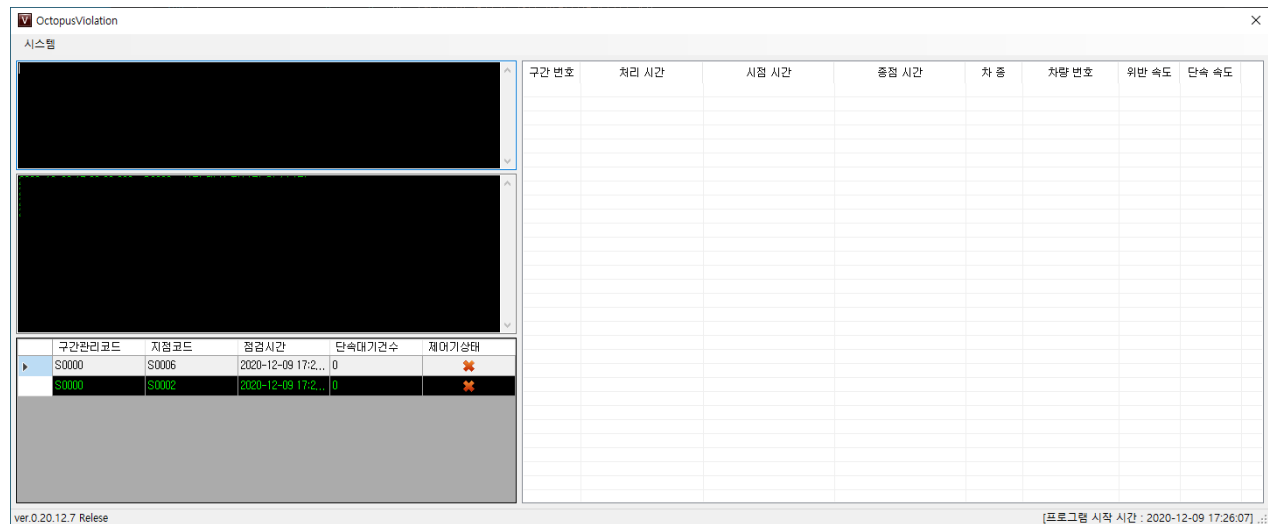 OctopusViolation
시스템
구간 번호 처리 시간 시점 시간 종점 시간 차 종 차량 번호 위반 속도 단속 속도
구간관리코드 지점코드 점검시간 단속대기건수 제어기상태
S0000 S0006 2020-12-09 17:2... 0
S0000 S0002 2020-12-09 17:2... 0
ver.0.20.12.7 Relese
[프로그램 시작 시간 : 2020-12-09 17:26:07]